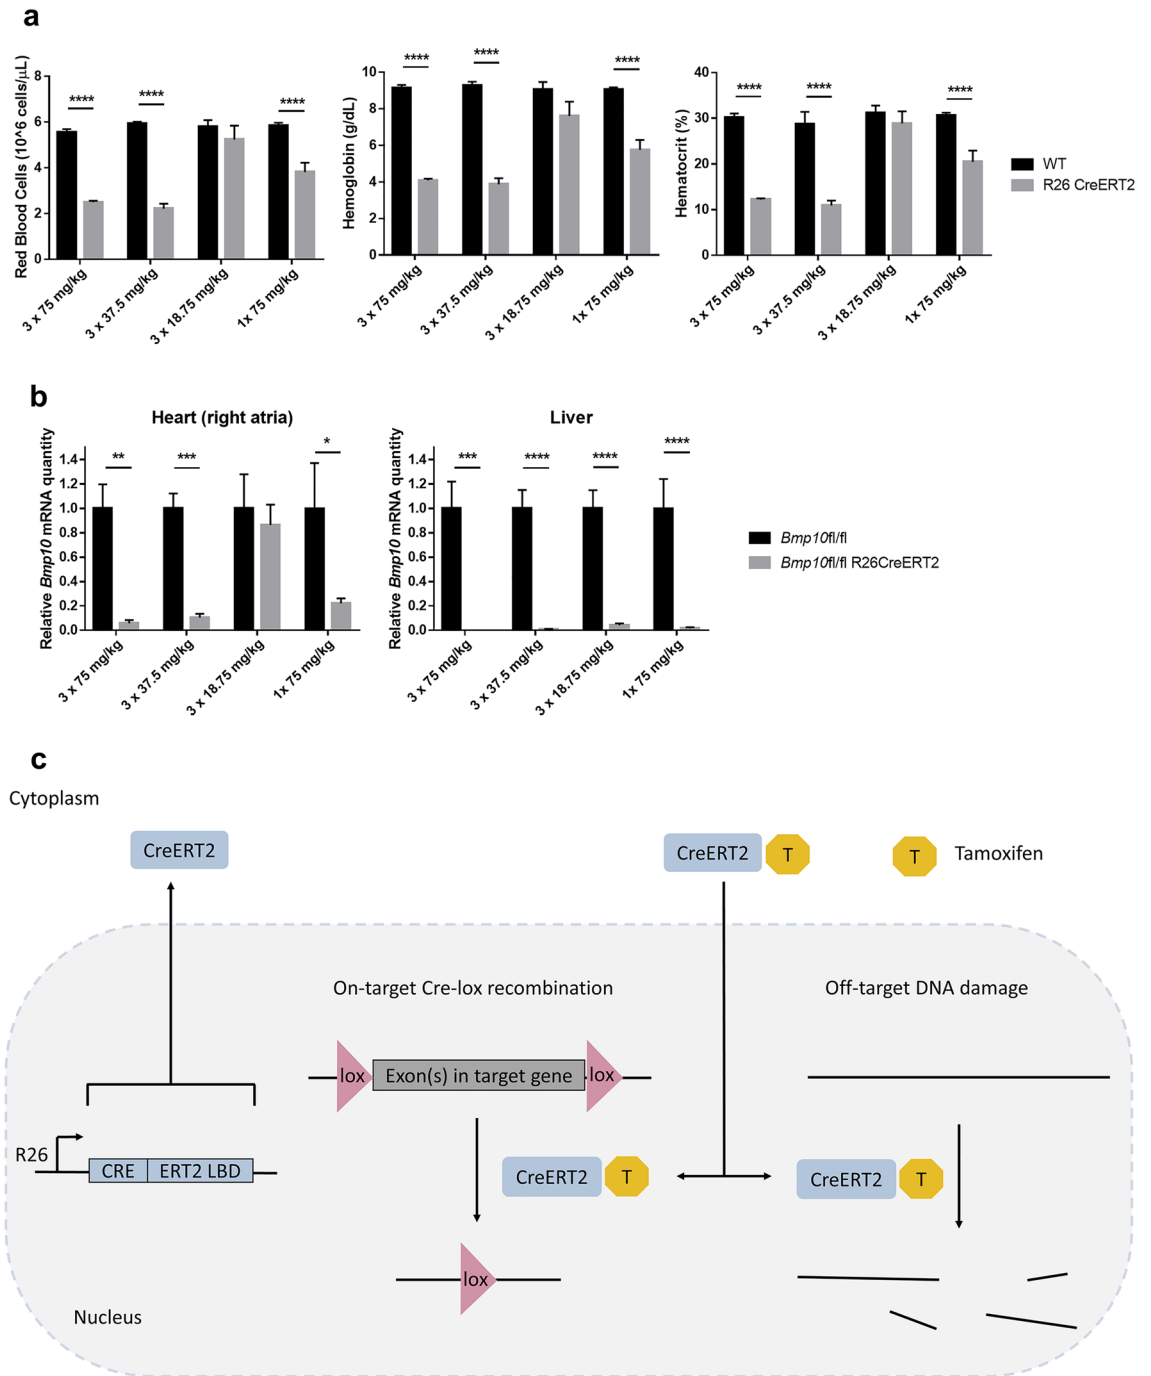 a
Red Blood Cells (10^6 cells/µL)
8
6
4
2
0
****
****
****
3 x 75 mg/kg
3 x 37.5 mg/kg
3 x 18.75 mg/kg
1x 75 mg/kg
Hemoglobin (g/dL)
10
8
6
4
2
0
****
****
****
3 x 75 mg/kg
3 x 37.5 mg/kg
3 x 18.75 mg/kg
1x 75 mg/kg
Hematocrit (%)
40
30
20
10
0
****
****
****
3 x 75 mg/kg
3 x 37.5 mg/kg
3 x 18.75 mg/kg
1x 75 mg/kg
WT
R26 CreERT2
b
Heart (right atria)
Relative Bmp10 mRNA quantity
1.4
1.2
1.0
0.8
0.6
0.4
0.2
0.0
**
***
*
3 x 75 mg/kg
3 x 37.5 mg/kg
3 x 18.75 mg/kg
1x 75 mg/kg
Liver
Relative Bmp10 mRNA quantity
1.4
1.2
1.0
0.8
0.6
0.4
0.2
0.0
***
****
****
****
3 x 75 mg/kg
3 x 37.5 mg/kg
3 x 18.75 mg/kg
1x 75 mg/kg
Bmp10fl/fl
Bmp10fl/fl R26CreERT2
c
Cytoplasm
CreERT2
CreERT2
T
T
Tamoxifen
On-target Cre-lox recombination
Off-target DNA damage
lox
Exon(s) in target gene
lox
R26
CRE
ERT2 LBD
CreERT2
T
CreERT2
T
lox
Nucleus